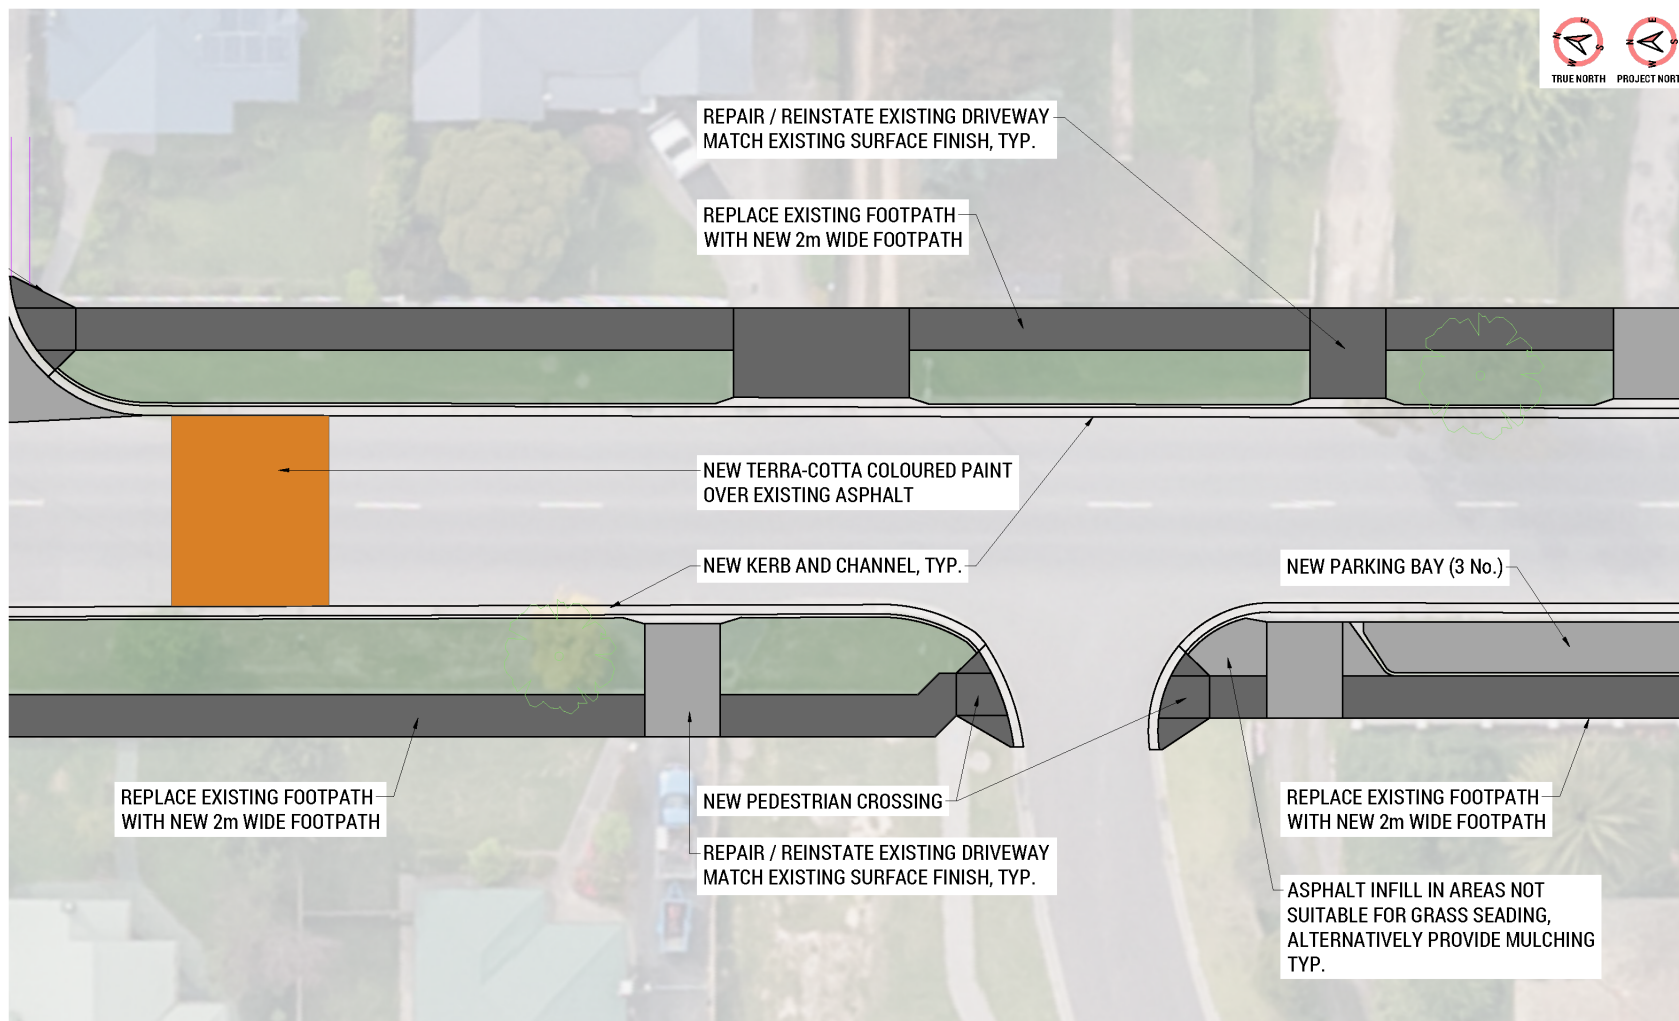 N
E
S
W
TRUE NORTH
N
E
S
W
PROJECT NORT
REPAIR / REINSTATE EXISTING DRIVEWAY
MATCH EXISTING SURFACE FINISH, TYP.
REPLACE EXISTING FOOTPATH
WITH NEW 2m WIDE FOOTPATH
NEW TERRA-COTTA COLOURED PAINT
OVER EXISTING ASPHALT
NEW KERB AND CHANNEL, TYP.
NEW PARKING BAY (3 No.)
REPLACE EXISTING FOOTPATH
WITH NEW 2m WIDE FOOTPATH
NEW PEDESTRIAN CROSSING
REPLACE EXISTING FOOTPATH
WITH NEW 2m WIDE FOOTPATH
REPAIR / REINSTATE EXISTING DRIVEWAY
MATCH EXISTING SURFACE FINISH, TYP.
ASPHALT INFILL IN AREAS NOT
SUITABLE FOR GRASS SEADING,
ALTERNATIVELY PROVIDE MULCHING
TYP.